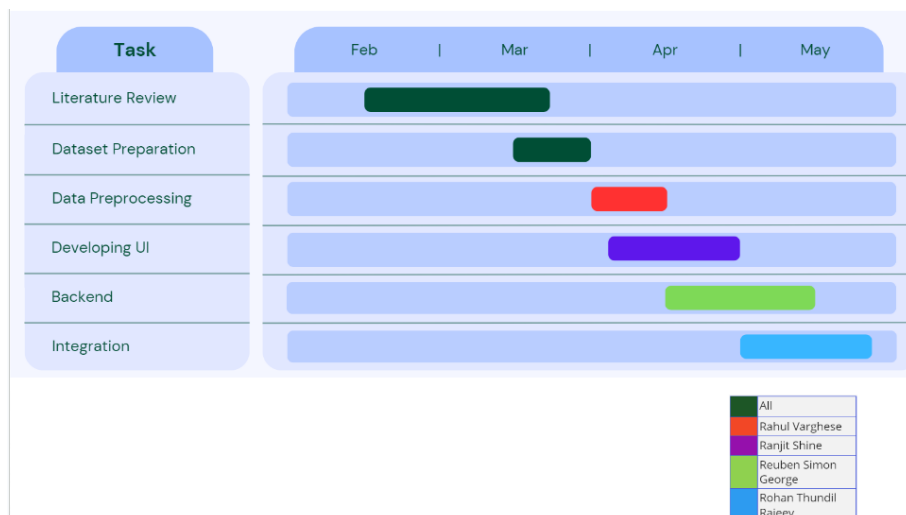 Task
Feb | Mar | Apr | May
Literature Review
Dataset Preparation
Data Preprocessing
Developing UI
Backend
Integration
All
Rahul Varghese
Ranjit Shine
Reuben Simon
George
Rohan Thundil
Rajeev